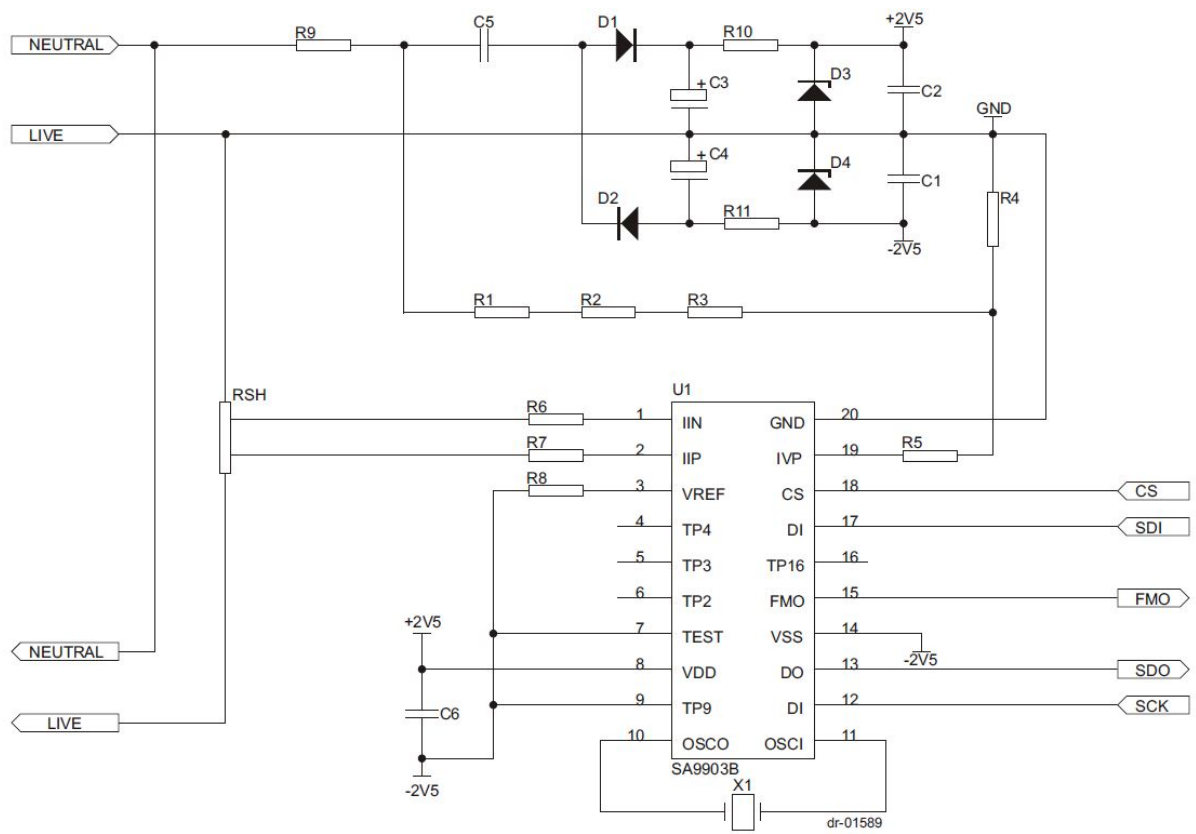 C5 D1 +2V5
NEUTRAL R9 R10
D3
+ C3 C2
GND
LIVE
+ C4 D4
C1
D2 R11 R4
-2V5
R1 R2 R3
U1
RSH
R6 1 IIN GND 20
R7 2 IIP IVP 19 R5
R8 3 VREF CS 18 CS
4 TP4 DI 17 SDI
5 TP3 TP16 16
6 TP2 FMO 15 FMO
+2V5 7 TEST VSS 14
NEUTRAL -2V5
8 VDD DO 13 SDO
C6 9 TP9 DI 12 SCK
LIVE
10 OSCO OSCI 11
SA9903B
-2V5 X1
dr-01589